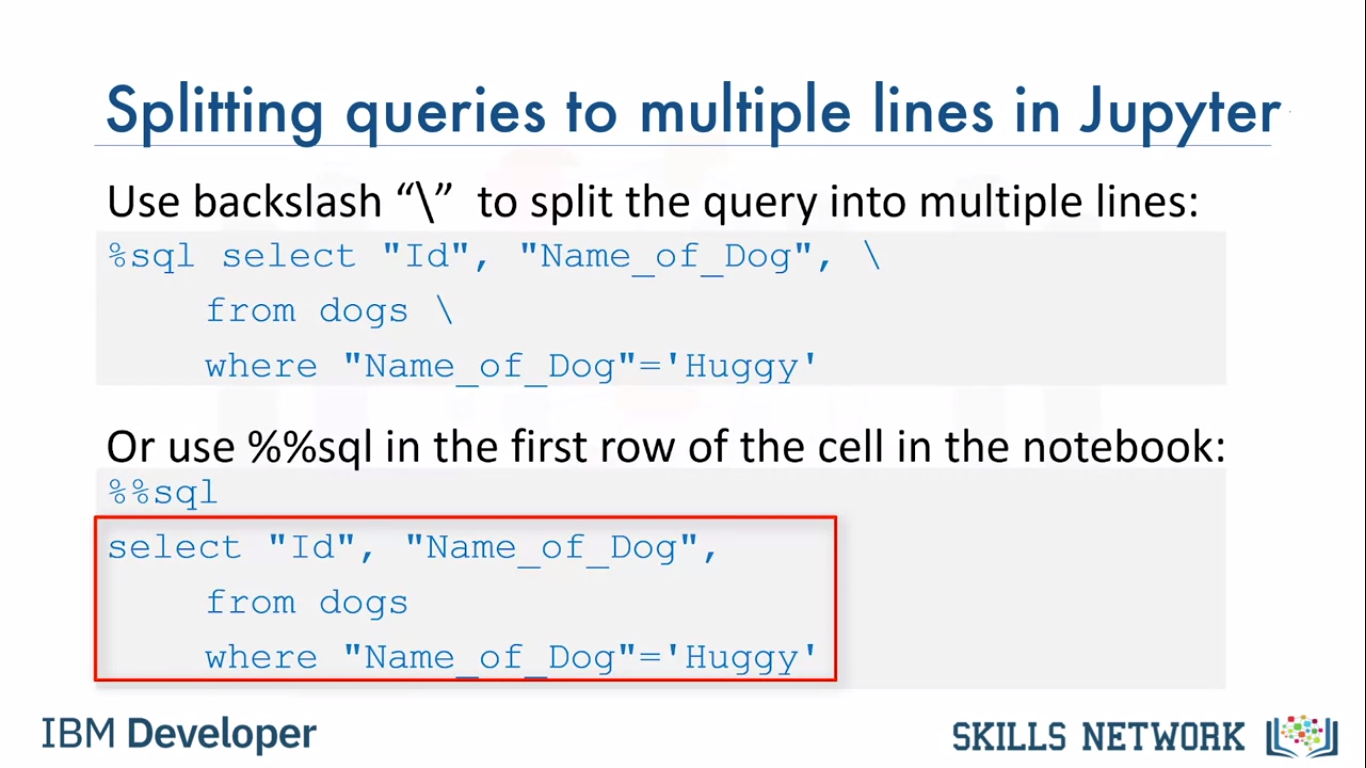 Splitting queries to multiple lines in Jupyter
Use backslash “\” to split the query into multiple lines:
%sql select "Id", "Name_of_Dog", \
from dogs \
where "Name_of_Dog"='Huggy'
Or use %%sql in the first row of the cell in the notebook:
%%sql
select "Id", "Name_of_Dog",
from dogs
where "Name_of_Dog"='Huggy'
IBM Developer
SKILLS NETWORK